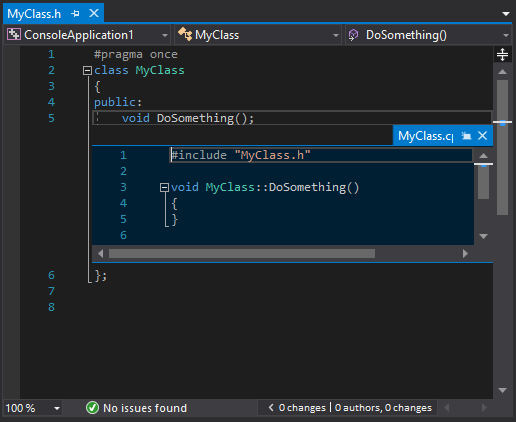 MyClass.h
ConsoleApplication1 MyClass DoSomething()
1 #pragma once
2 class MyClass
3 {
4 public:
5 void DoSomething();
MyClass.cp
1 #include "MyClass.h"
2
3 void MyClass::DoSomething()
4 {
5 }
6
6 };
7
8
100 % No issues found 0 changes | 0 authors, 0 changes